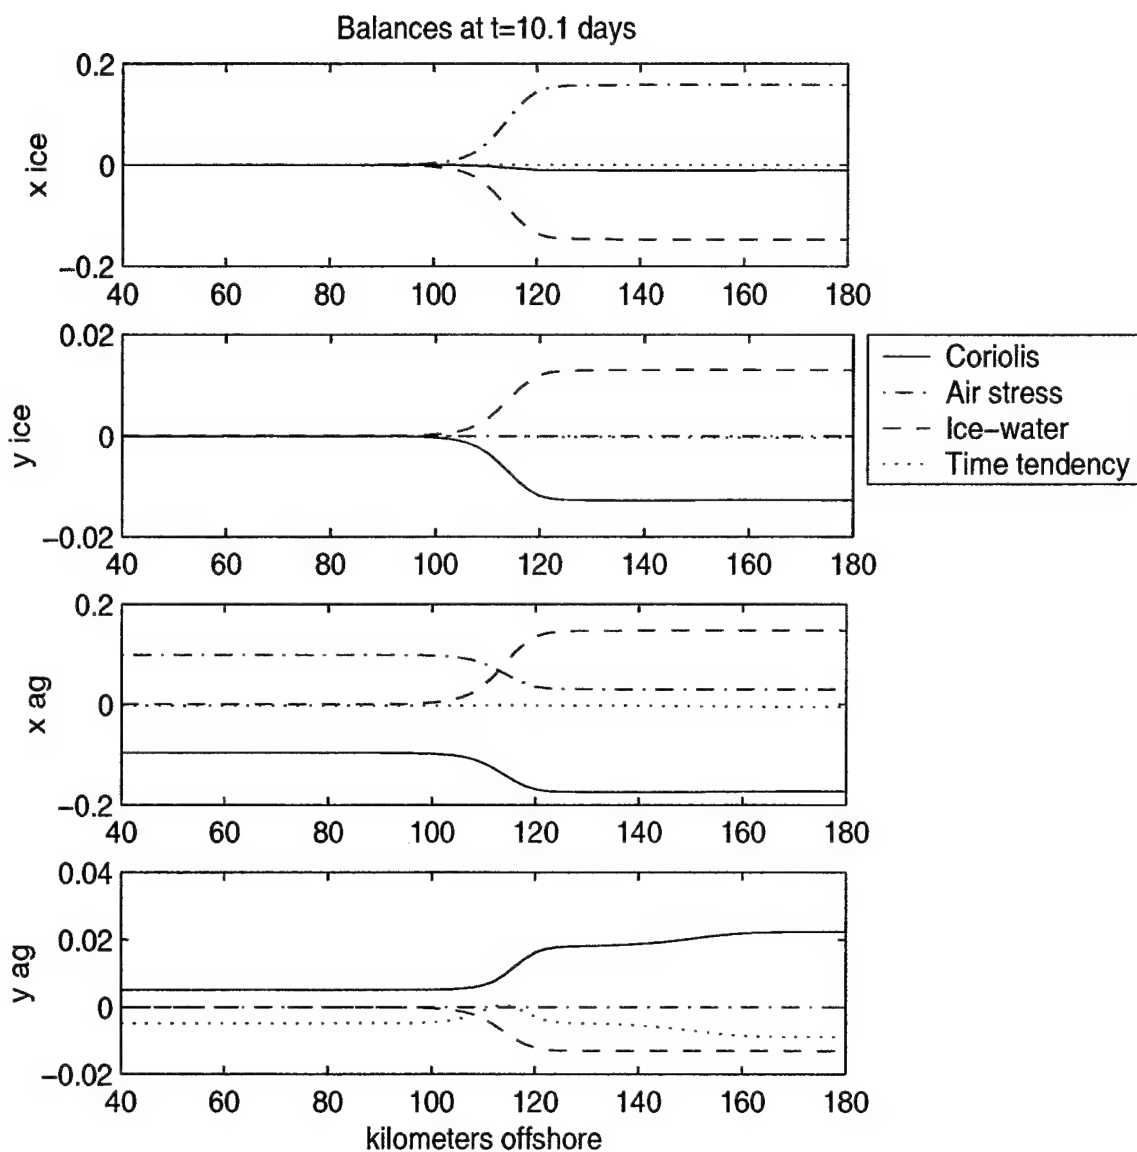 Balances at t=10.1 days
0.2
0
−0.2
x ice
40 60 80 100 120 140 160 180
0.02
0
−0.02
y ice
40 60 80 100 120 140 160 180
Coriolis
Air stress
Ice−water
Time tendency
0.2
0
−0.2
x ag
40 60 80 100 120 140 160 180
0.04
0.02
0
−0.02
y ag
40 60 80 100 120 140 160 180
kilometers offshore